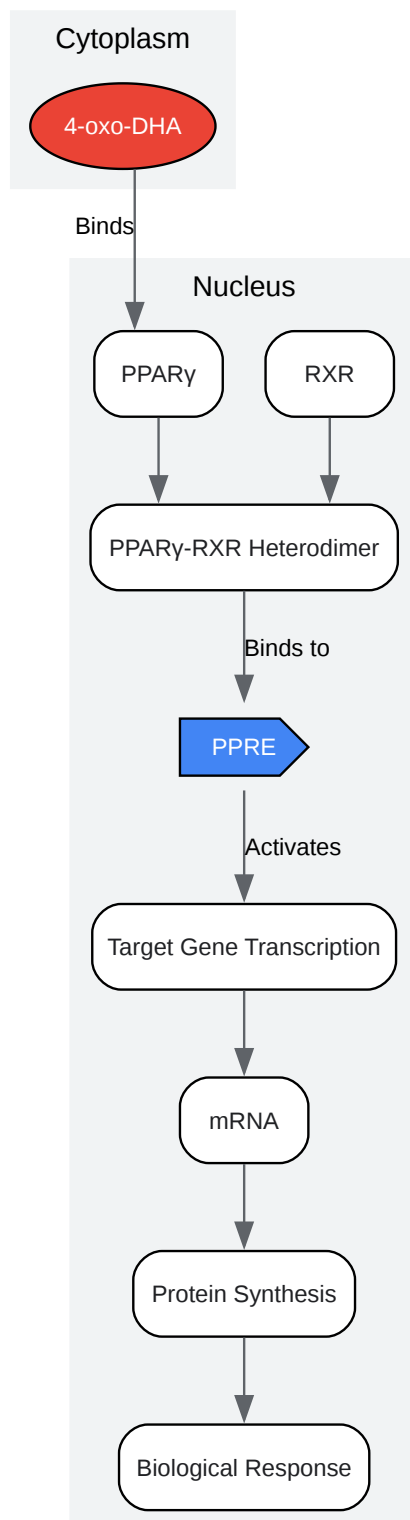 Cytoplasm
4-oxo-DHA
Binds
Nucleus
PPARγ
RXR
PPARγ-RXR Heterodimer
Binds to
PPRE
Activates
Target Gene Transcription
mRNA
Protein Synthesis
Biological Response